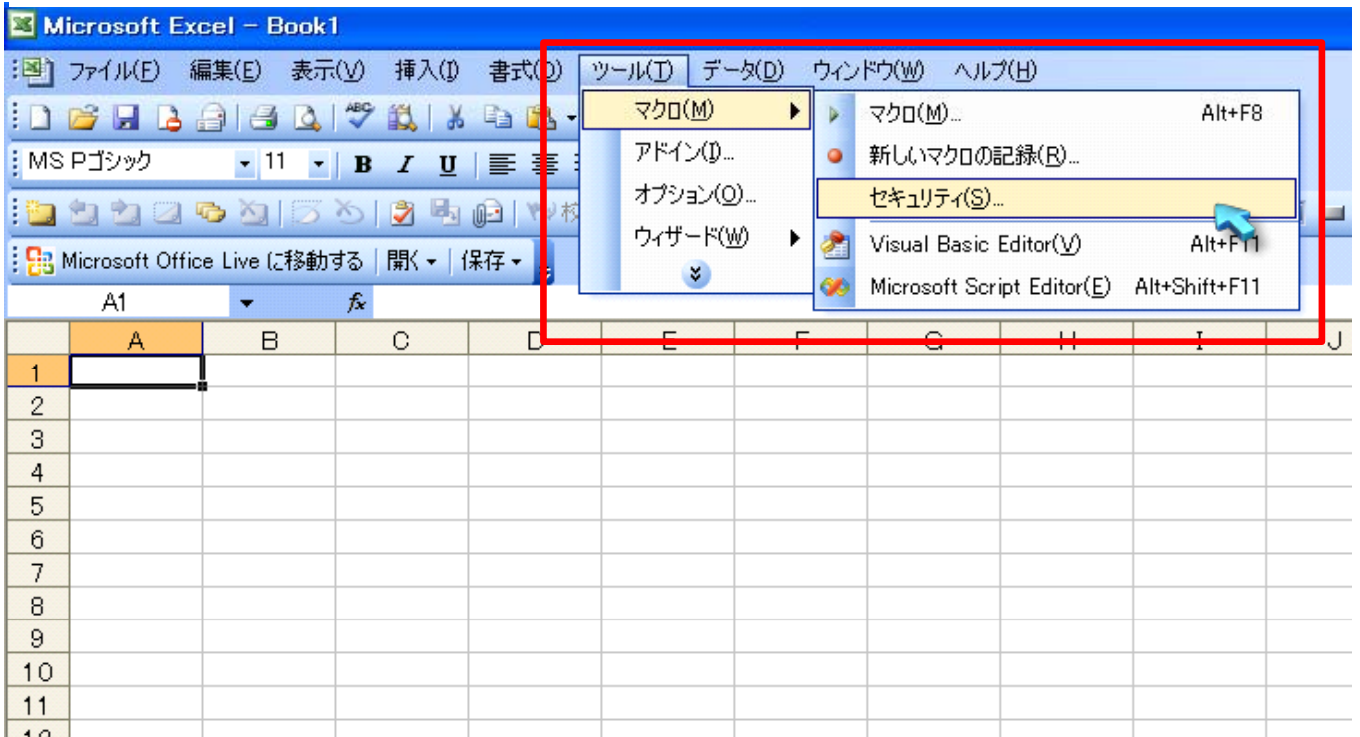 Microsoft Excel - Book1
ファイル(F) 編集(E) 表示(V) 挿入(I) 書式(O) ツール(T) データ(D) ウィンドウ(W) ヘルプ(H)
マクロ(M)
アドイン(I)...
オプション(O)...
ウィザード(W)
マクロ(M)... Alt+F8
新しいマクロの記録(R)...
セキュリティ(S)...
Visual Basic Editor(V) Alt+F11
Microsoft Script Editor(E) Alt+Shift+F11
ABC
MS Pゴシック 11 B I U
校
Microsoft Office Live に移動する 開く 保存
A1 fx
A B C D E F G H I J
1
2
3
4
5
6
7
8
9
10
11